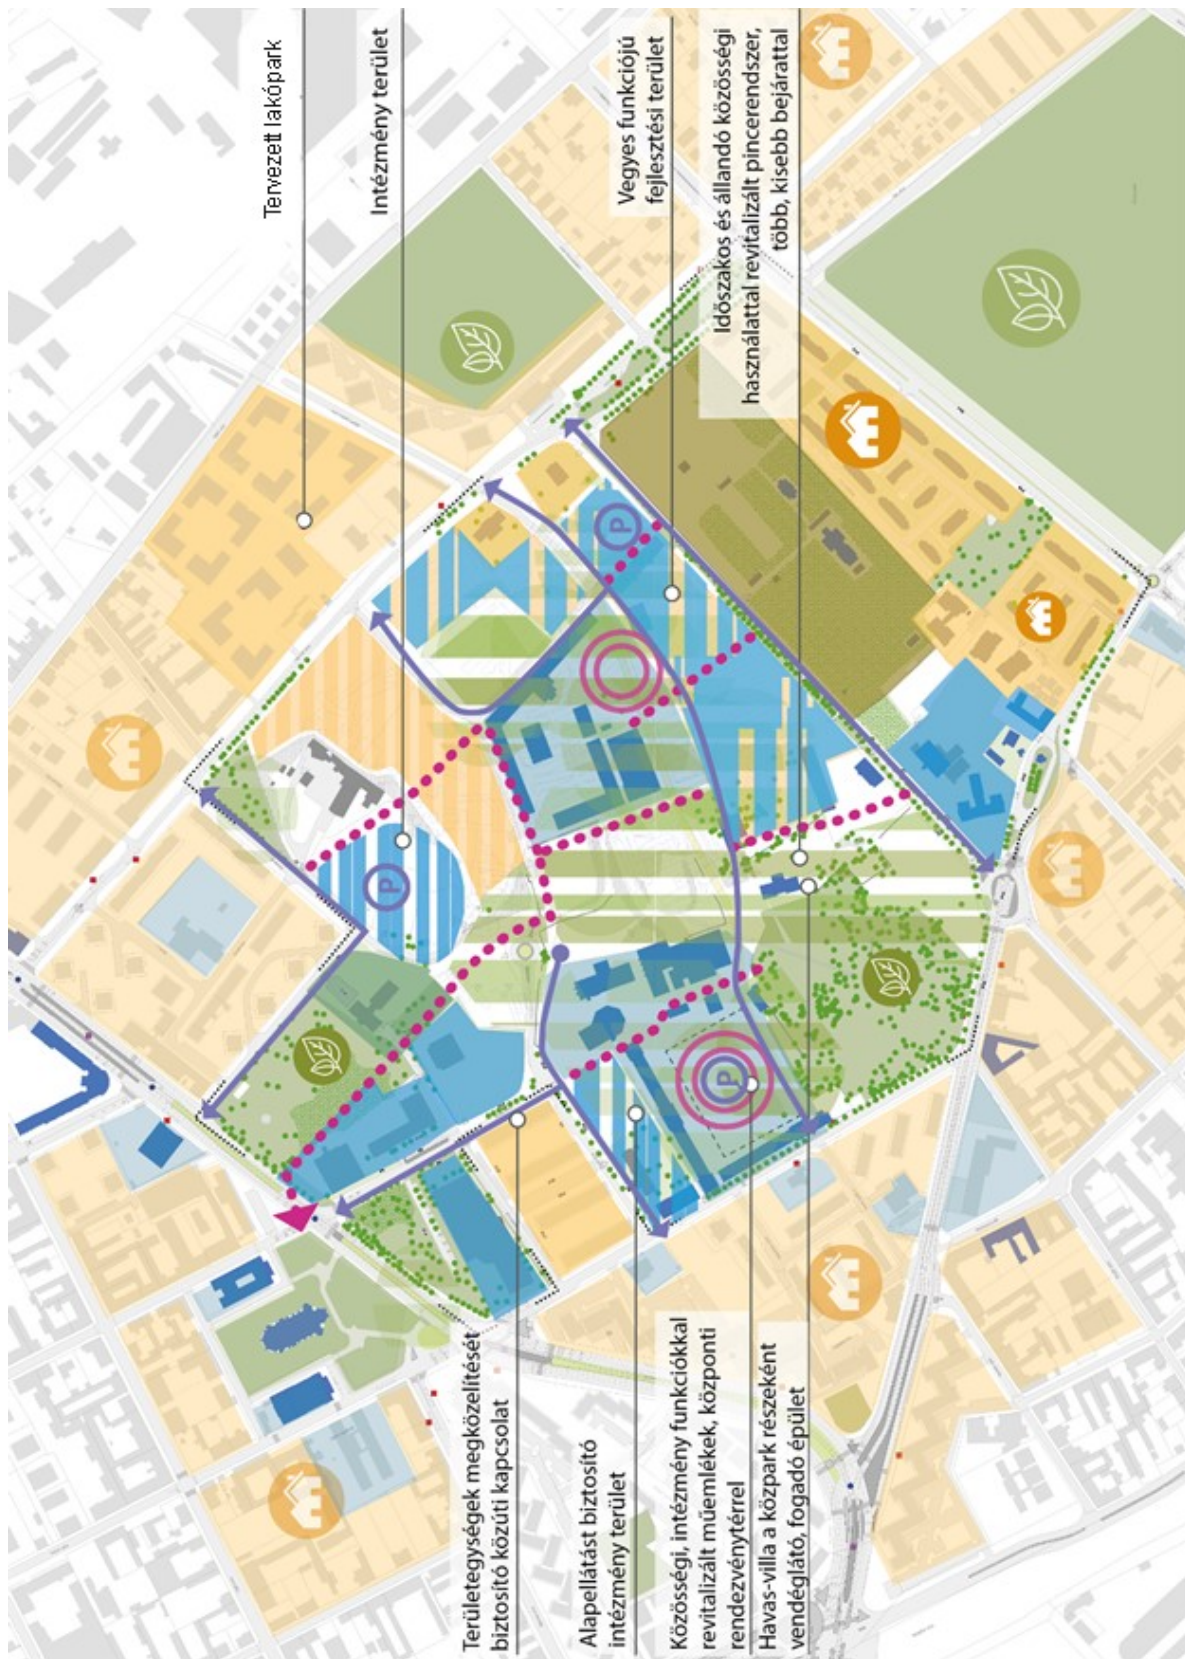 Területegységek megközelítését
biztosító közúti kapcsolat
Alapellátást biztosító
intézmény terület
Közösségi, intézmény funkciókkal
revitalizált műemlékek, központi
rendezvénytérrel
Havas-villa a közpark részeként
vendéglátó, fogadó épület
Tervezett lakópark
Intézmény terület
Vegyes funkciójú
fejlesztési terület
Időszakos és állandó közösségi
használattal revitalizált pincerendszer,
több, kisebb bejárattal
P
P
P